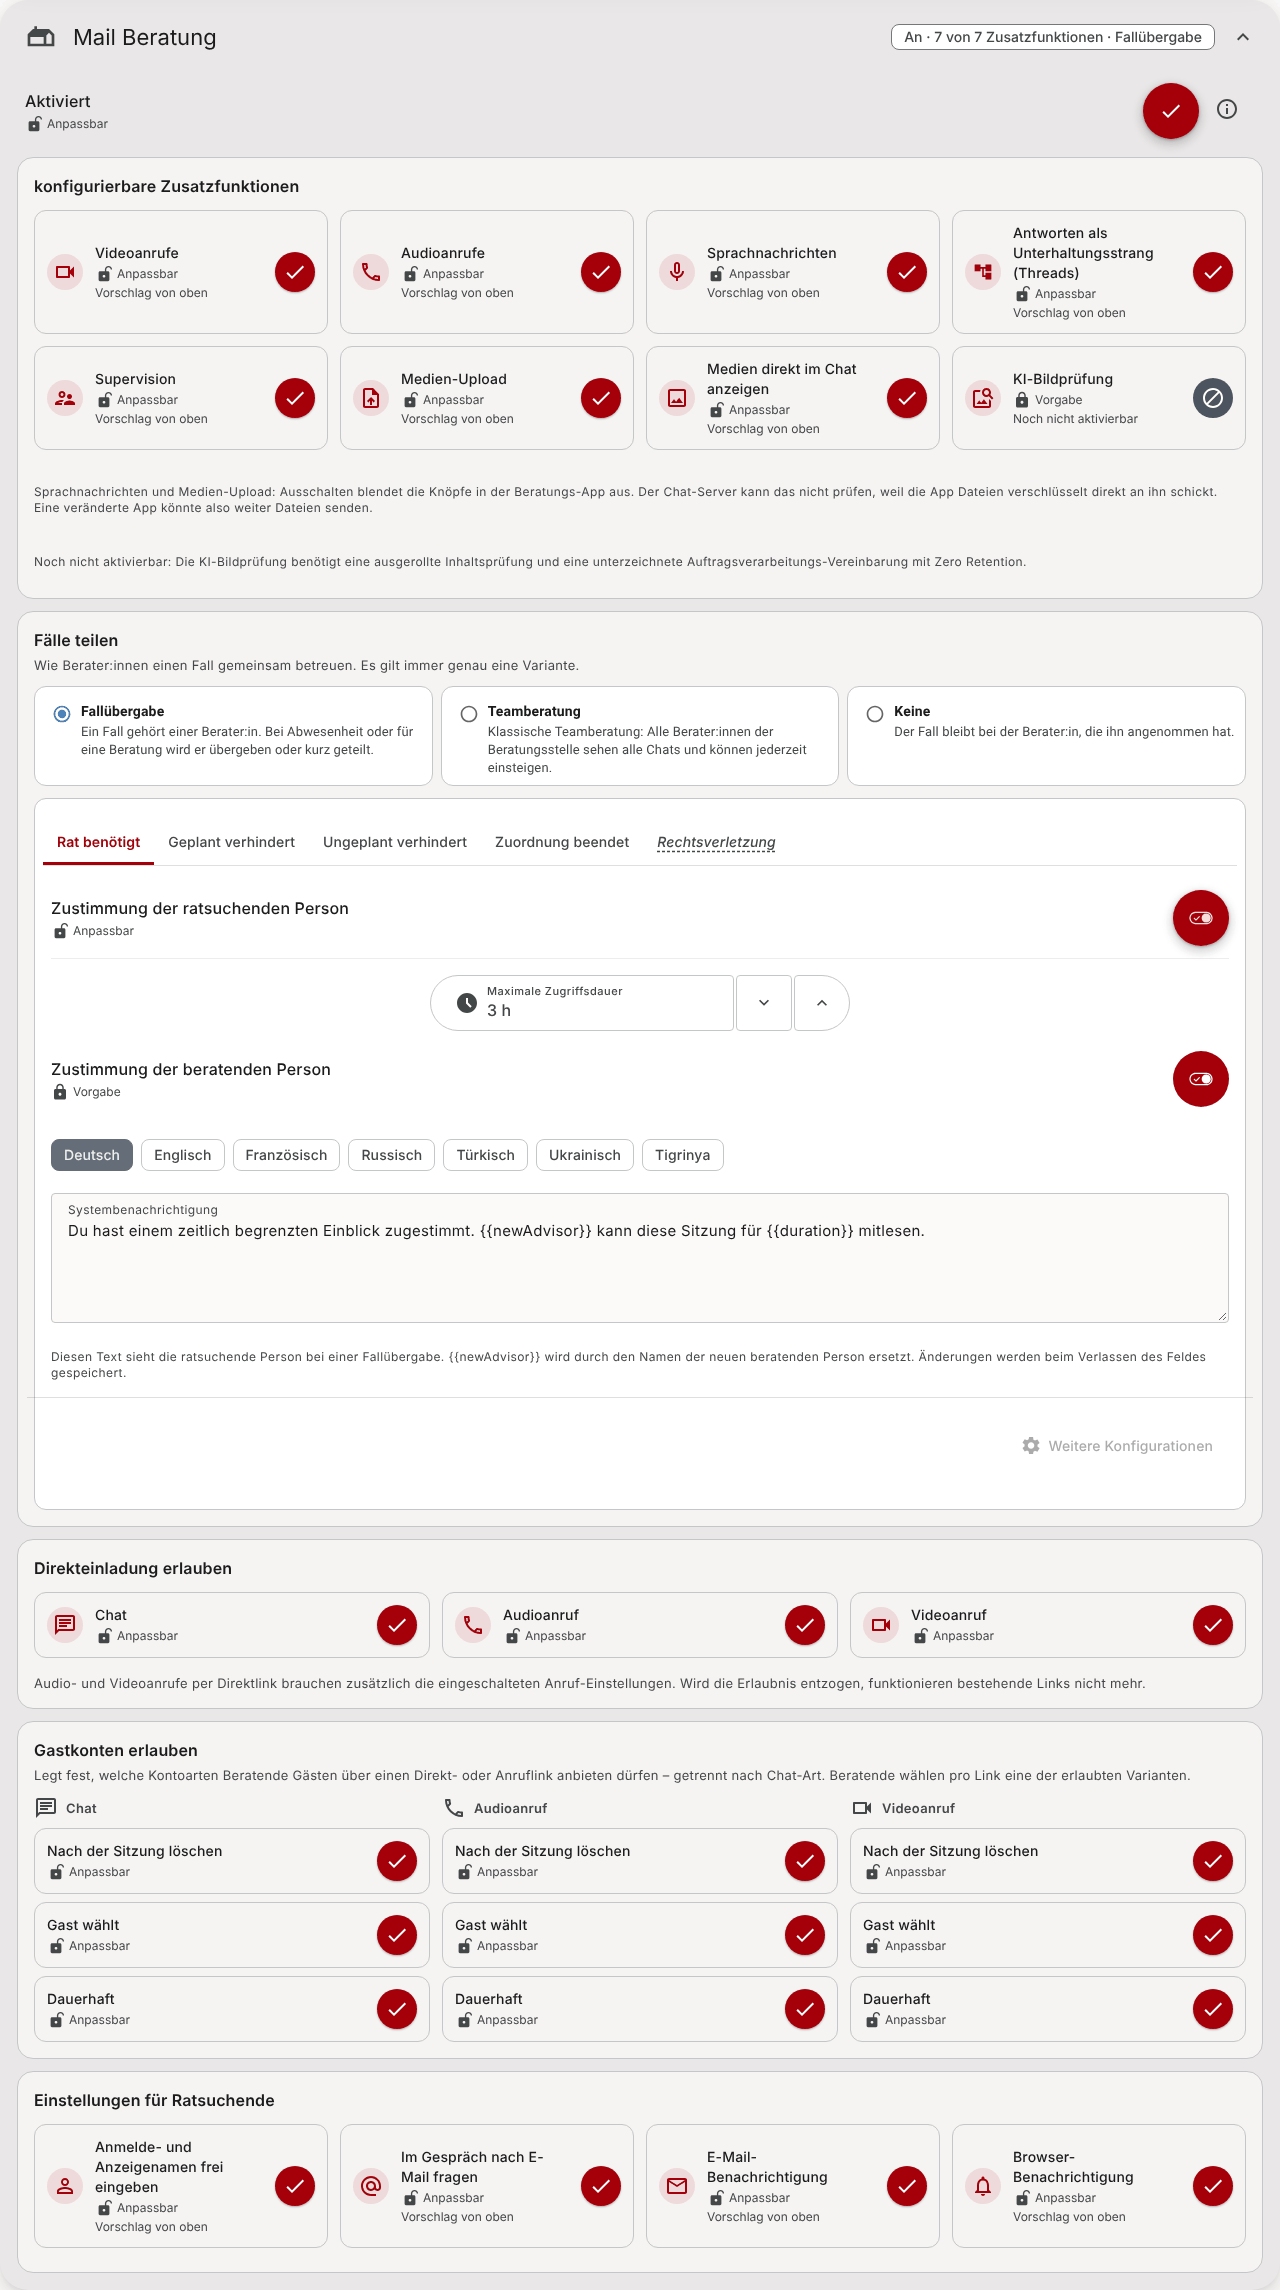 Mail Beratung
An · 7 von 7 Zusatzfunktionen · Fallübergabe
Aktiviert
Anpassbar
konfigurierbare Zusatzfunktionen
Videoanrufe
Anpassbar
Vorschlag von oben
Audioanrufe
Anpassbar
Vorschlag von oben
Sprachnachrichten
Anpassbar
Vorschlag von oben
Antworten als
Unterhaltungsstrang
(Threads)
Anpassbar
Vorschlag von oben
Supervision
Anpassbar
Vorschlag von oben
Medien-Upload
Anpassbar
Vorschlag von oben
Medien direkt im Chat
anzeigen
Anpassbar
Vorschlag von oben
KI-Bildprüfung
Vorgabe
Noch nicht aktivierbar
Sprachnachrichten und Medien-Upload: Ausschalten blendet die Knöpfe in der Beratungs-App aus. Der Chat-Server kann das nicht prüfen, weil die App Dateien verschlüsselt direkt an ihn schickt.
Eine veränderte App könnte also weiter Dateien senden.
Noch nicht aktivierbar: Die KI-Bildprüfung benötigt eine ausgerollte Inhaltsprüfung und eine unterzeichnete Auftragsverarbeitungs-Vereinbarung mit Zero Retention.
Fälle teilen
Wie Berater:innen einen Fall gemeinsam betreuen. Es gilt immer genau eine Variante.
Fallübergabe
Ein Fall gehört einer Berater:in. Bei Abwesenheit oder für
eine Beratung wird er übergeben oder kurz geteilt.
Teamberatung
Klassische Teamberatung: Alle Berater:innen der
Beratungsstelle sehen alle Chats und können jederzeit
einsteigen.
Keine
Der Fall bleibt bei der Berater:in, die ihn angenommen hat.
Rat benötigt
Geplant verhindert
Ungeplant verhindert
Zuordnung beendet
Rechtsverletzung
Zustimmung der ratsuchenden Person
Anpassbar
Maximale Zugriffsdauer
3 h
Zustimmung der beratenden Person
Vorgabe
Deutsch
Englisch
Französisch
Russisch
Türkisch
Ukrainisch
Tigrinya
Systembenachrichtigung
Du hast einem zeitlich begrenzten Einblick zugestimmt. {{newAdvisor}} kann diese Sitzung für {{duration}} mitlesen.
Diesen Text sieht die ratsuchende Person bei einer Fallübergabe. {{newAdvisor}} wird durch den Namen der neuen beratenden Person ersetzt. Änderungen werden beim Verlassen des Feldes
gespeichert.
Weitere Konfigurationen
Direkteinladung erlauben
Chat
Anpassbar
Audioanruf
Anpassbar
Videoanruf
Anpassbar
Audio- und Videoanrufe per Direktlink brauchen zusätzlich die eingeschalteten Anruf-Einstellungen. Wird die Erlaubnis entzogen, funktionieren bestehende Links nicht mehr.
Gastkonten erlauben
Legt fest, welche Kontoarten Beratende Gästen über einen Direkt- oder Anruflink anbieten dürfen – getrennt nach Chat-Art. Beratende wählen pro Link eine der erlaubten Varianten.
Chat
Audioanruf
Videoanruf
Nach der Sitzung löschen
Anpassbar
Nach der Sitzung löschen
Anpassbar
Nach der Sitzung löschen
Anpassbar
Gast wählt
Anpassbar
Gast wählt
Anpassbar
Gast wählt
Anpassbar
Dauerhaft
Anpassbar
Dauerhaft
Anpassbar
Dauerhaft
Anpassbar
Einstellungen für Ratsuchende
Anmelde- und
Anzeigenamen frei
eingeben
Anpassbar
Vorschlag von oben
Im Gespräch nach E-
Mail fragen
Anpassbar
Vorschlag von oben
E-Mail-
Benachrichtigung
Anpassbar
Vorschlag von oben
Browser-
Benachrichtigung
Anpassbar
Vorschlag von oben